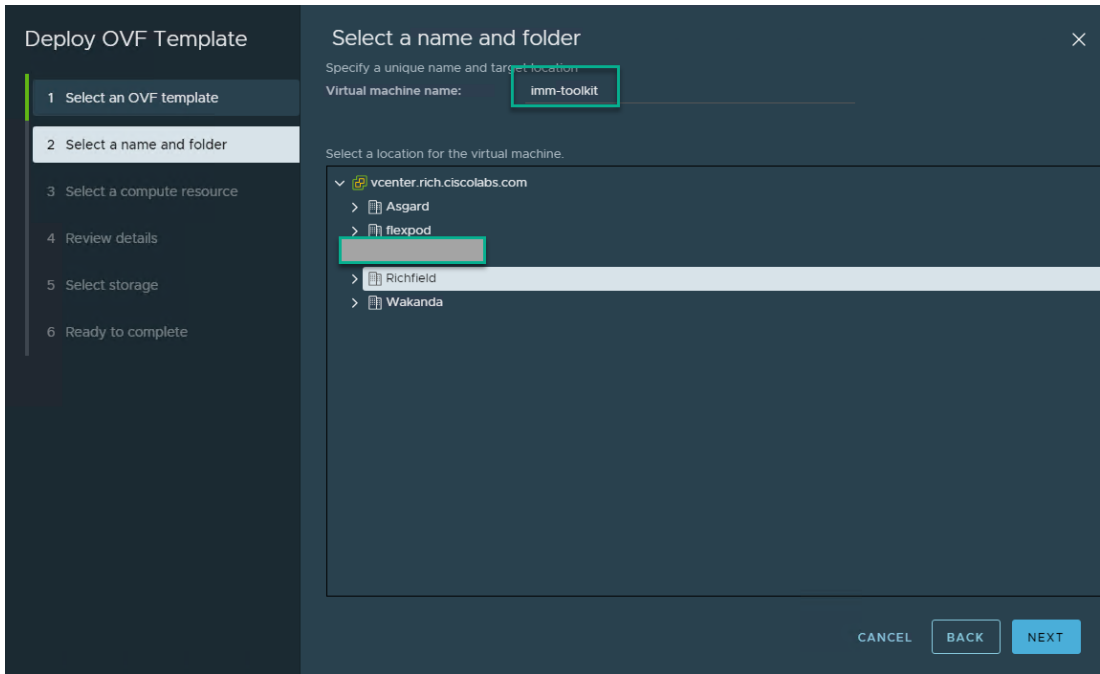 Deploy OVF Template
1 Select an OVF template
2 Select a name and folder
3 Select a compute resource
4 Review details
5 Select storage
6 Ready to complete
Select a name and folder
Specify a unique name and target location
Virtual machine name: imm-toolkit
Select a location for the virtual machine.
vcenter.rich.ciscolabs.com
Asgard
flexpod
Richfield
Wakanda
CANCEL BACK NEXT